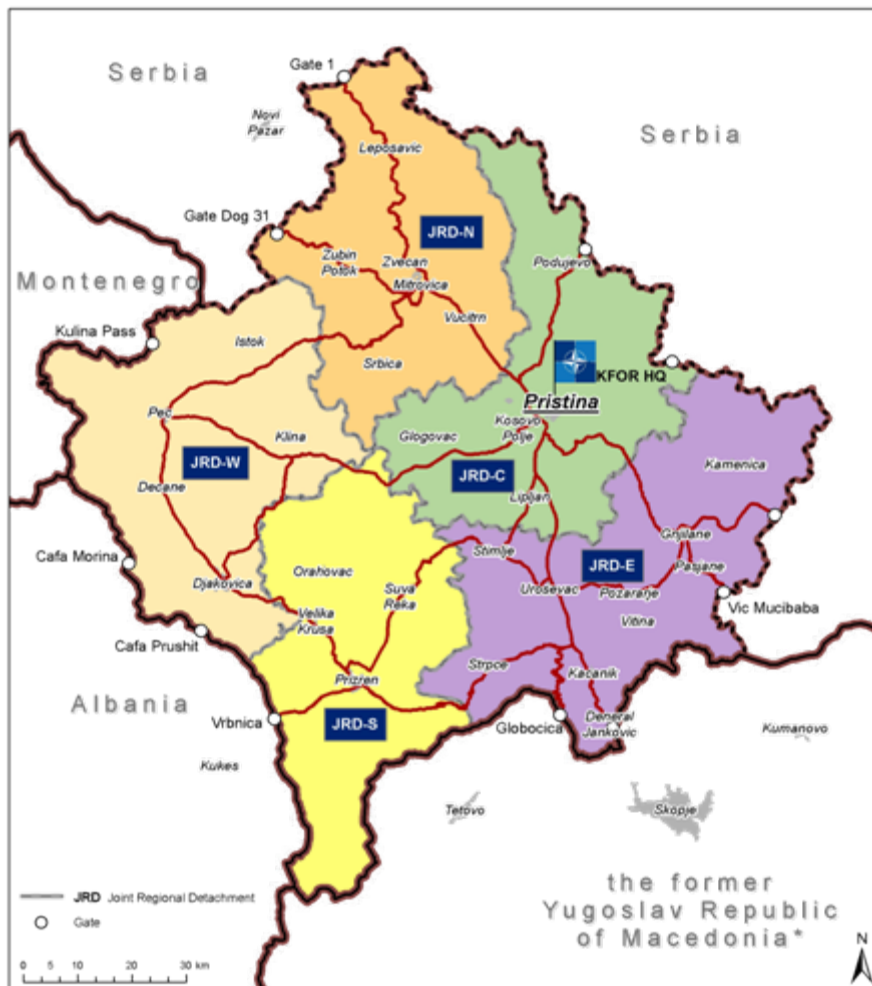 Serbia
Gate 1
Novi
Pazar
Serbia
Leposavic
Gate Dog 31
JRD-N
Zubin
Potok
Zvecan
Podujevo
Montenegro
Mitrovica
Vucitrn
Kulina Pass
Istok
Srbica
KFOR HQ
Pristina
Pec
Kosovo
Polje
Klina
Glogovac
JRD-W
Kamenica
JRD-C
Decane
Lipljan
Gnjilane
Cafa Morina
Stimlje
JRD-E
Pasjane
Orahovac
Djakovica
Suva
Reka
Urosevac
Pozaranje
Vic Mucibaba
Velika
Krusa
Vitina
Cafa Prushit
Strpce
Kacanik
Prizren
Albania
Vrbnica
JRD-S
Globocica
Deneral
Jankovic
Kumanovo
Kukes
Tetovo
Skopje
the former
Yugoslav Republic
of Macedonia*
JRD Joint Regional Detachment
Gate
N
0 5 10 20 30 km